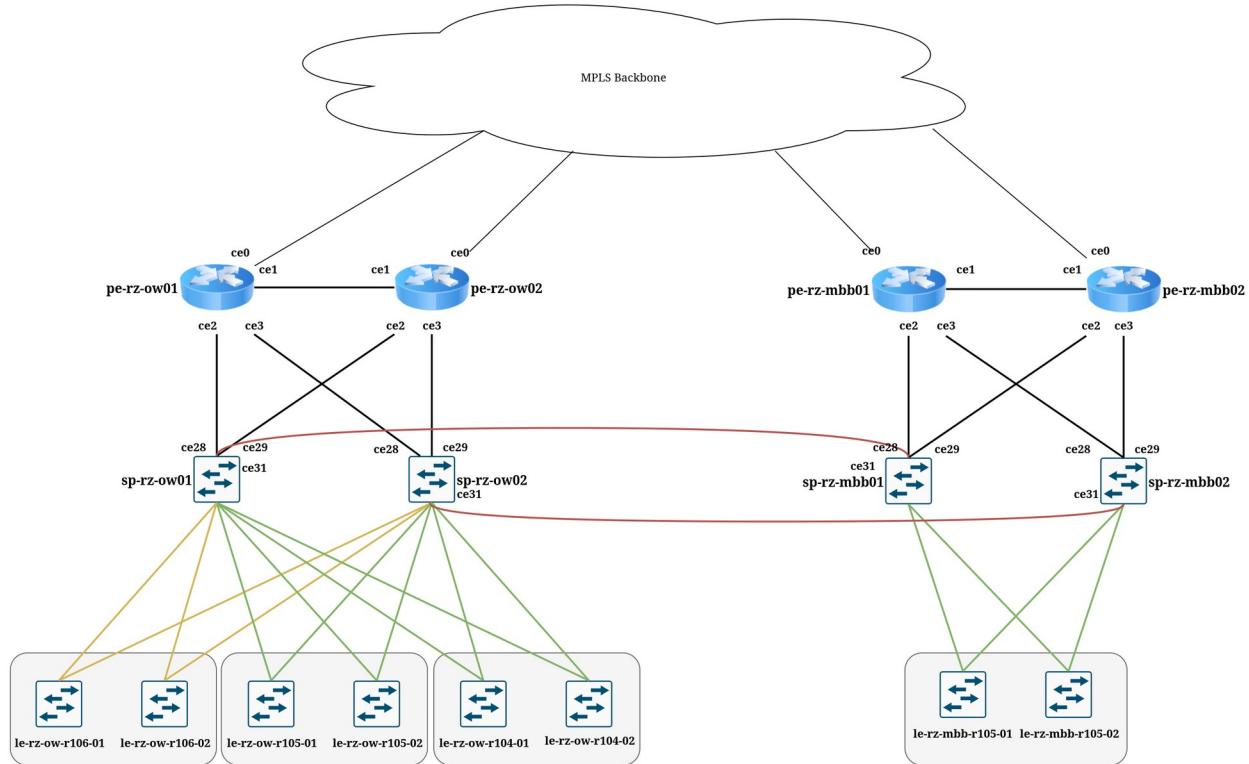 MPLS Backbone
ce0
ce0
ce0
ce0
ce1
ce1
ce1
ce1
pe-rz-ow01
pe-rz-ow02
pe-rz-mbb01
pe-rz-mbb02
ce2
ce3
ce2
ce3
ce2
ce3
ce2
ce3
ce28
ce29
ce28
ce29
ce28
ce29
ce28
ce29
ce31
ce31
sp-rz-ow01
sp-rz-ow02
sp-rz-mbb01
sp-rz-mbb02
ce31
ce31
le-rz-ow-r106-01
le-rz-ow-r106-02
le-rz-ow-r105-01
le-rz-ow-r105-02
le-rz-ow-r104-01
le-rz-ow-r104-02
le-rz-mbb-r105-01
le-rz-mbb-r105-02